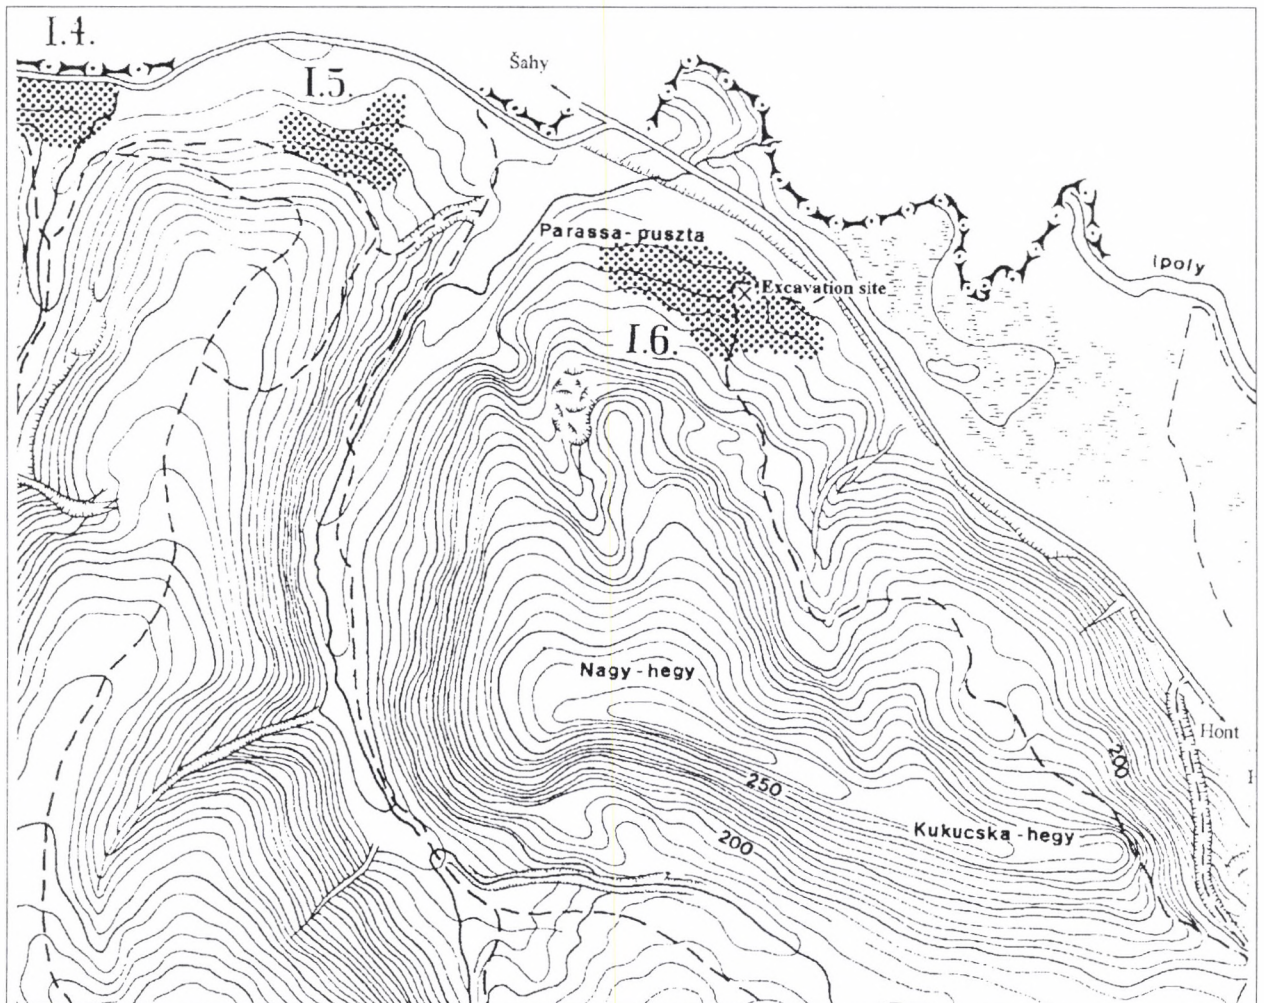 I.4.
Šahy
I.5.
Parassa-puszta
Ipoly
Excavation site
I.6.
Nagy-hegy
Hont
200
250
Kukucska-hegy
200